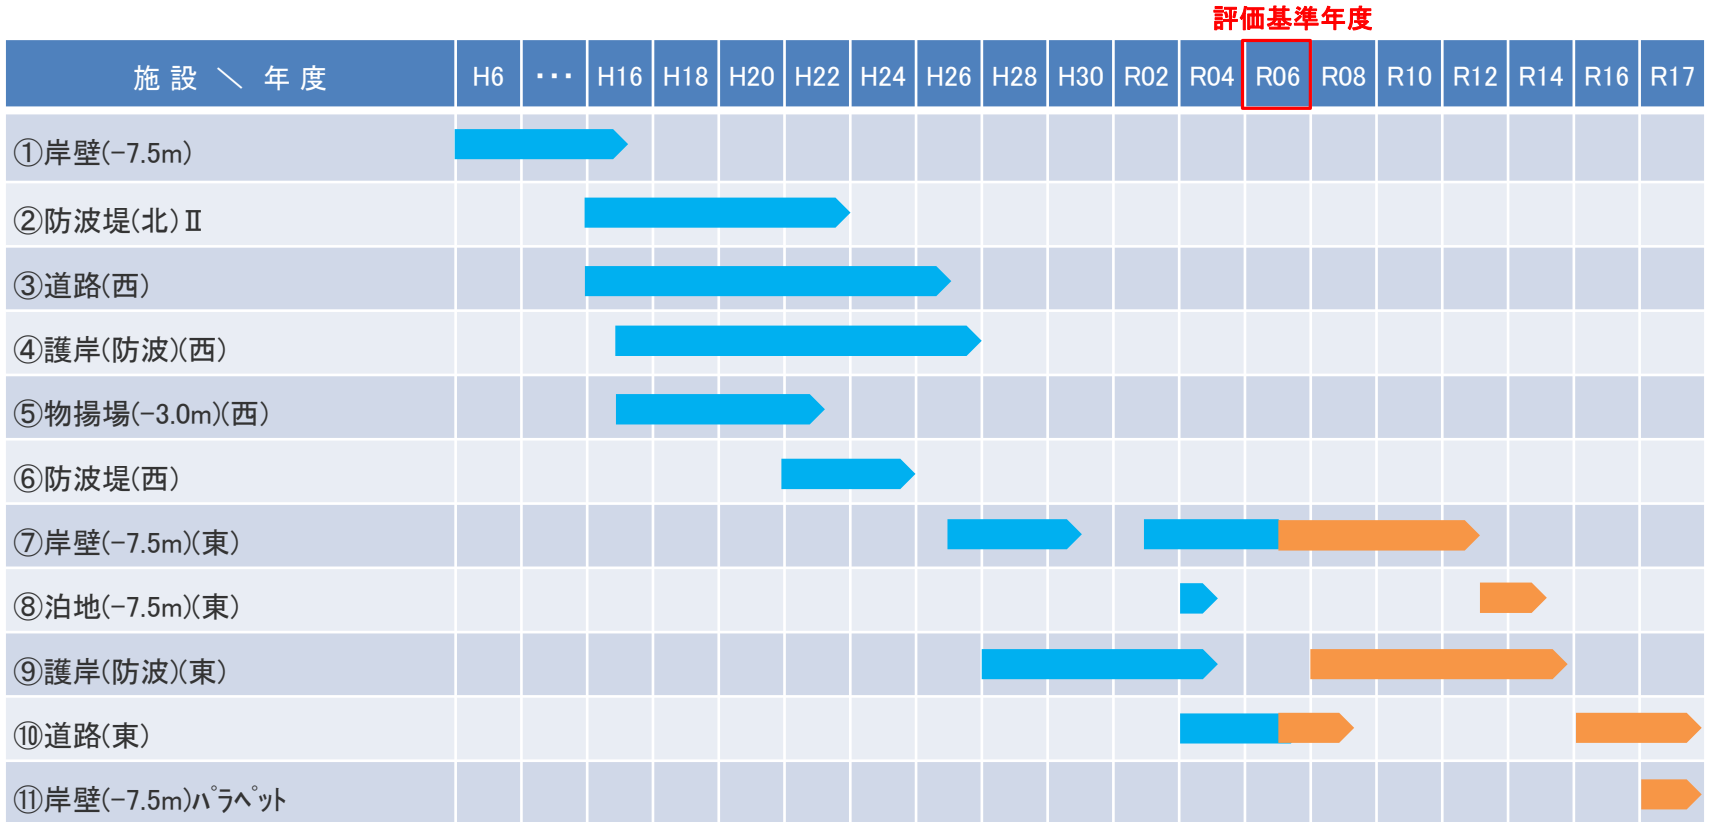 評価基準年度
施 設 ＼ 年 度 H6 ・・・ H16 H18 H20 H22 H24 H26 H28 H30 R02 R04 R06 R08 R10 R12 R14 R16 R17
①岸壁(-7.5m)
②防波堤(北)Ⅱ
③道路(西)
④護岸(防波)(西)
⑤物揚場(-3.0m)(西)
⑥防波堤(西)
⑦岸壁(-7.5m)(東)
⑧泊地(-7.5m)(東)
⑨護岸(防波)(東)
⑩道路(東)
⑪岸壁(-7.5m)ﾊﾟﾗﾍﾟｯﾄ